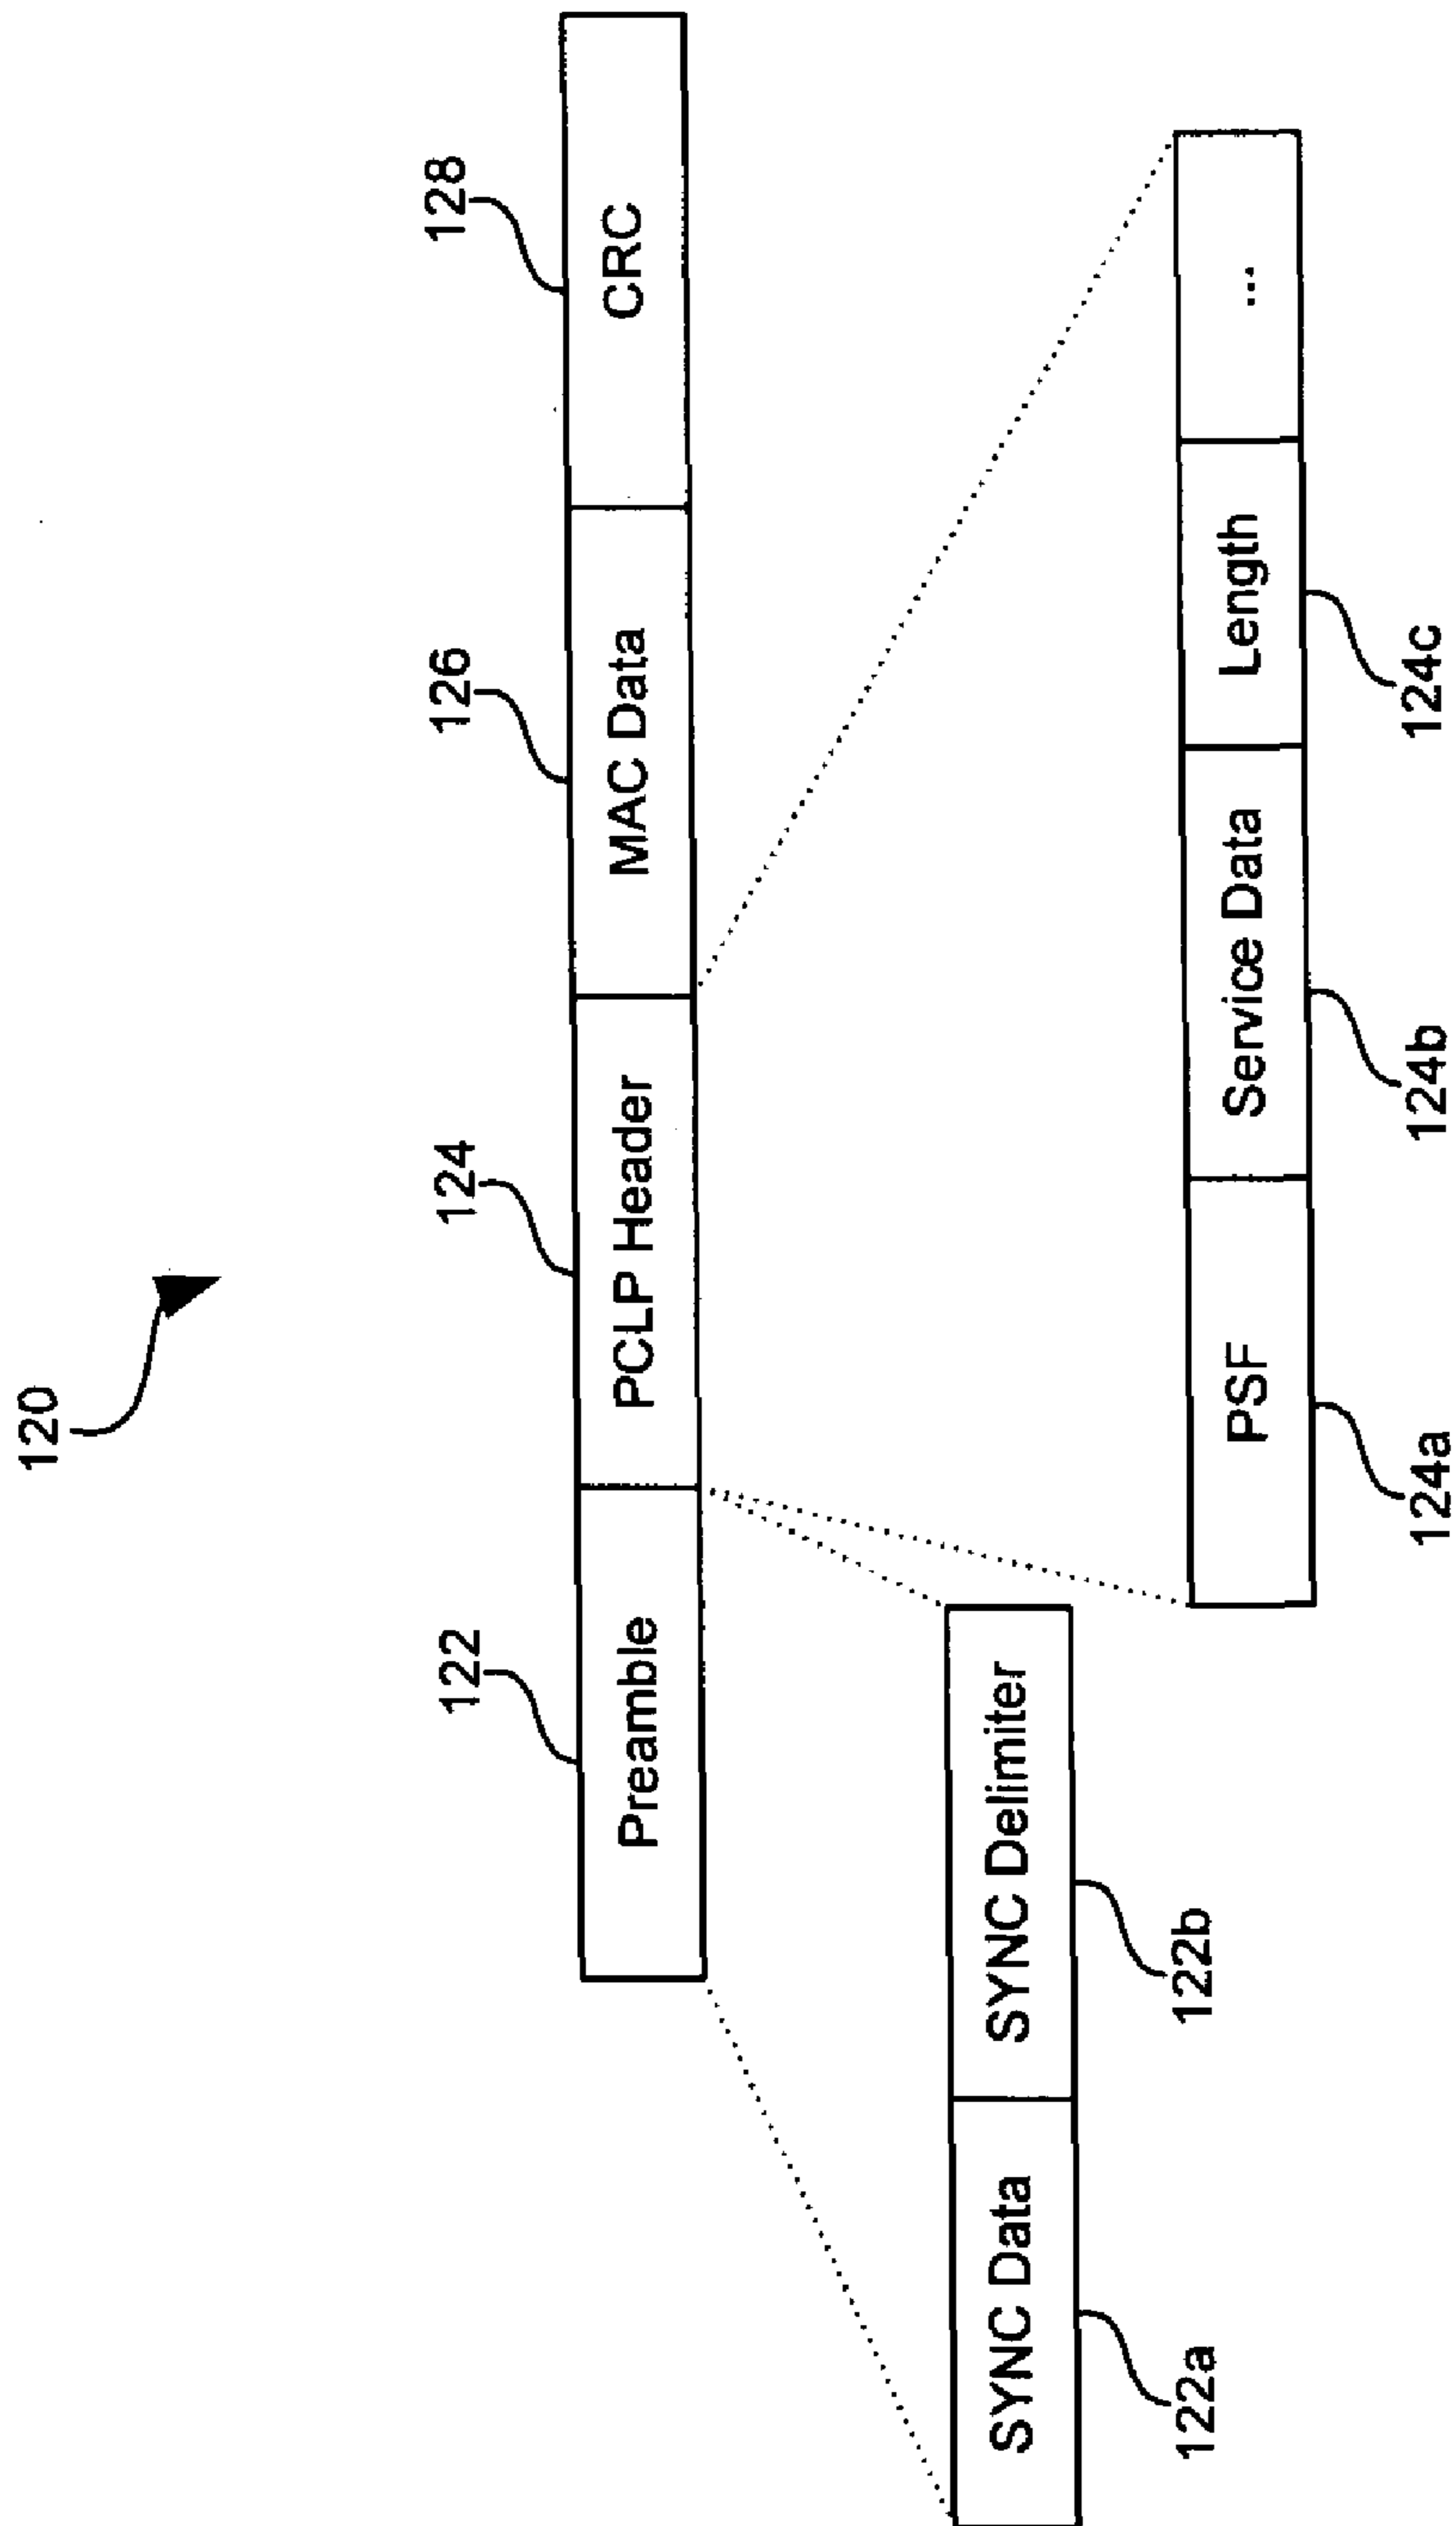 120
122
124
126
128
Preamble
PCLP Header
MAC Data
CRC
SYNC Data
SYNC Delimiter
122a
122b
PSF
Service Data
Length
...
124a
124b
124c